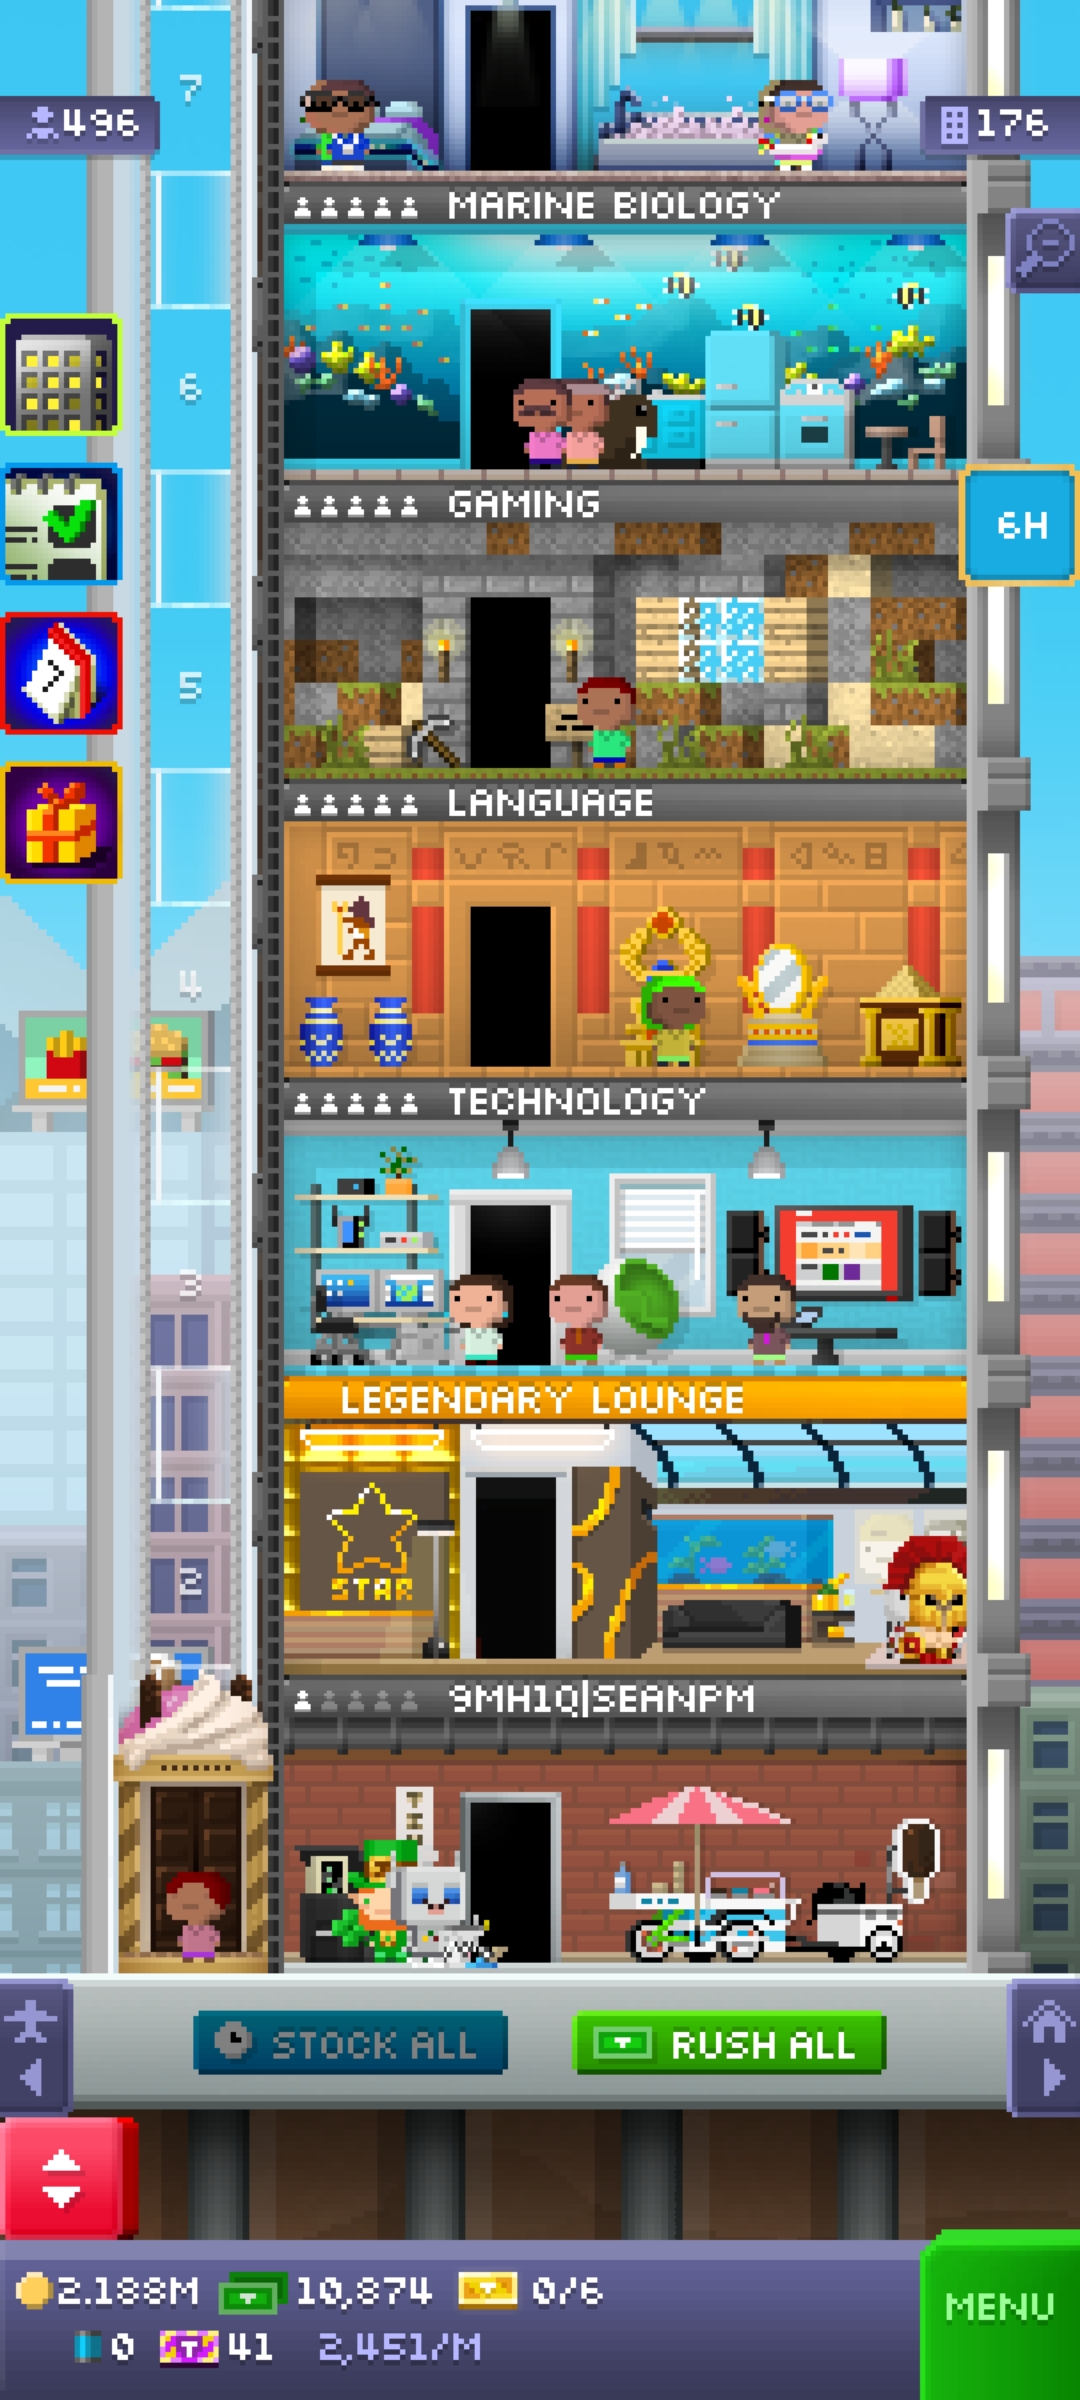 7
496
176
MARINE BIOLOGY
6
GAMING
6H
7
5
LANGUAGE
4
TECHNOLOGY
3
LEGENDARY LOUNGE
STAR
2
9MH1Q|SEANPM
STOCK ALL
RUSH ALL
2.188M 10,874 0/6
MENU
0 41 2,451/M